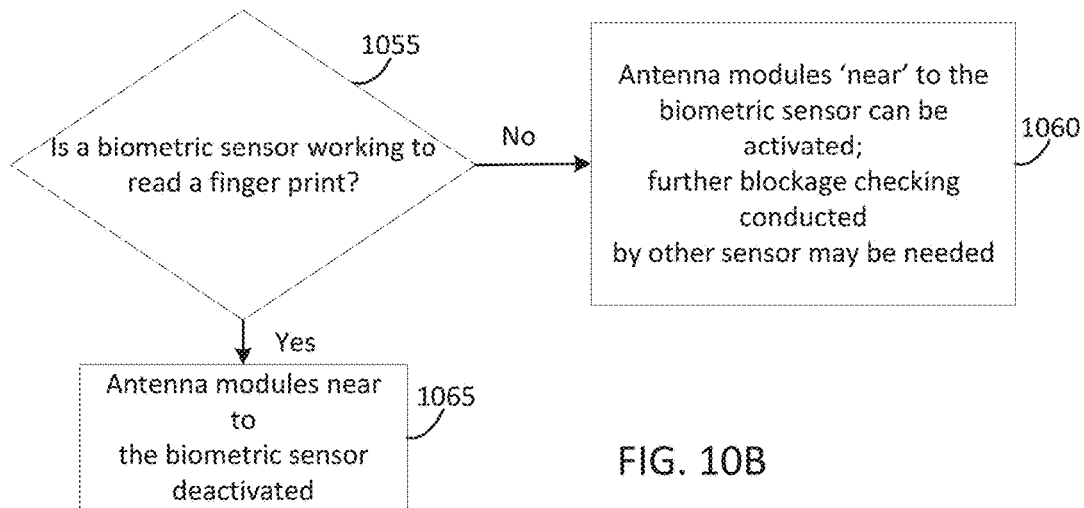 1055
Is a biometric sensor working to
read a finger print?
No
Antenna modules ‘near’ to the
biometric sensor can be
activated;
further blockage checking
conducted
by other sensor may be needed
1060
Yes
Antenna modules near
to
the biometric sensor
deactivated
1065
FIG. 10B